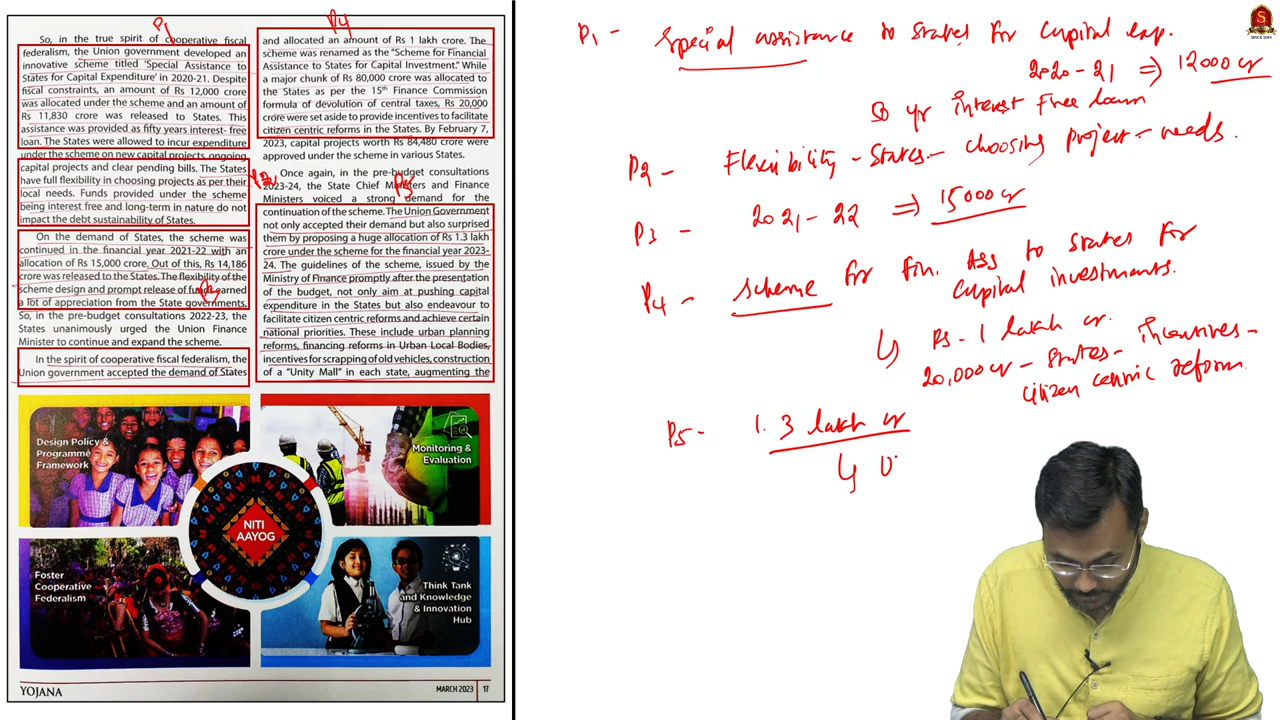 P1
So, in the true spirit of cooperative fiscal
federalism, the Union government developed an
innovative scheme titled ‘Special Assistance to
States for Capital Expenditure’ in 2020-21. Despite
fiscal constraints, an amount of Rs 12,000 crore
was allocated under the scheme and an amount of
Rs 11,830 crore was released to States. This
assistance was provided as fifty years interest- free
loan. The States were allowed to incur expenditure
under the scheme on new capital projects, ongoing
capital projects and clear pending bills. The States
have full flexibility in choosing projects as per their
local needs. Funds provided under the scheme
being interest free and long-term in nature do not
impact the debt sustainability of States.
P2
On the demand of States, the scheme was
continued in the financial year 2021-22 with an
allocation of Rs 15,000 crore. Out of this, Rs 14,186
crore was released to the States. The flexibility of the
scheme design and prompt release of funds earned
a lot of appreciation from the State governments.
P3
So, in the pre-budget consultations 2022-23, the
States unanimously urged the Union Finance
Minister to continue and expand the scheme.
In the spirit of cooperative fiscal federalism, the
Union government accepted the demand of States
P4
and allocated an amount of Rs 1 lakh crore. The
scheme was renamed as the “Scheme for Financial
Assistance to States for Capital Investment.” While
a major chunk of Rs 80,000 crore was allocated to
the States as per the 15th Finance Commission
formula of devolution of central taxes, Rs 20,000
crore were set aside to provide incentives to facilitate
citizen centric reforms in the States. By February 7,
2023, capital projects worth Rs 84,480 crore were
approved under the scheme in various States.
Once again, in the pre-budget consultations
2023-24, the State Chief Ministers and Finance
Ministers voiced a strong demand for the
P5
continuation of the scheme. The Union Government
not only accepted their demand but also surprised
them by proposing a huge allocation of Rs 1.3 lakh
crore under the scheme for the financial year 2023-
24. The guidelines of the scheme, issued by the
Ministry of Finance promptly after the presentation
of the budget, not only aim at pushing capital
expenditure in the States but also endeavour to
facilitate citizen centric reforms and achieve certain
national priorities. These include urban planning
reforms, financing reforms in Urban Local Bodies,
incentives for scrapping of old vehicles, construction
of a “Unity Mall” in each state, augmenting the
Design Policy &
Programme
Framework
Monitoring &
Evaluation
NITI
AAYOG
Foster
Cooperative
Federalism
Think Tank
and Knowledge
& Innovation
Hub
YOJANA
MARCH 2023 17
P1 - Special assistance to states for Capital exp.
2020-21 ⇒ 12000 cr
50 yr interest free loan
P2 - Flexibility - States - choosing project - needs.
P3 - 2021-22 ⇒ 15000 cr
P4 - Scheme for fin. Ass to states for
Capital investments.
↳ Rs - 1 lakh cr.
20,000 cr - states - incentives -
citizen centric reform.
P5 - 1.3 lakh cr
↳ U
S
SINCE 2004